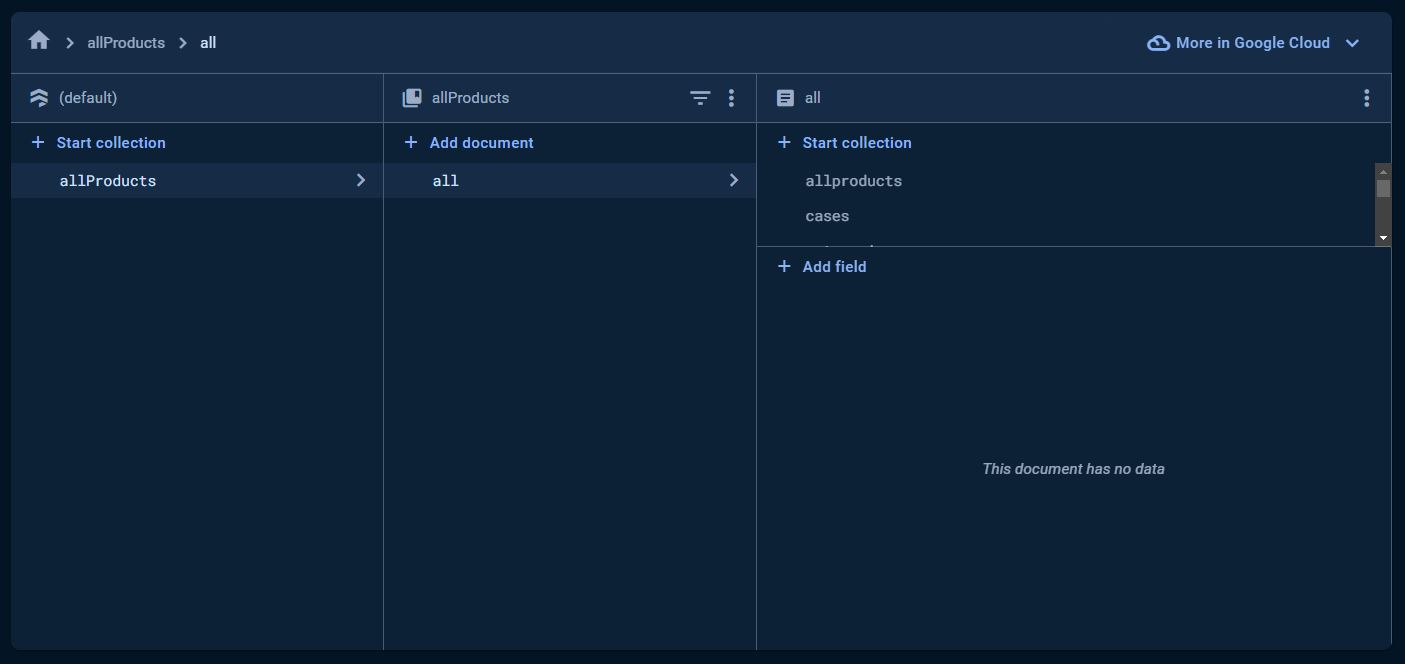 allProducts > all
More in Google Cloud
(default)
allProducts
all
+ Start collection
+ Add document
+ Start collection
allProducts
all
allproducts
cases
+ Add field
This document has no data